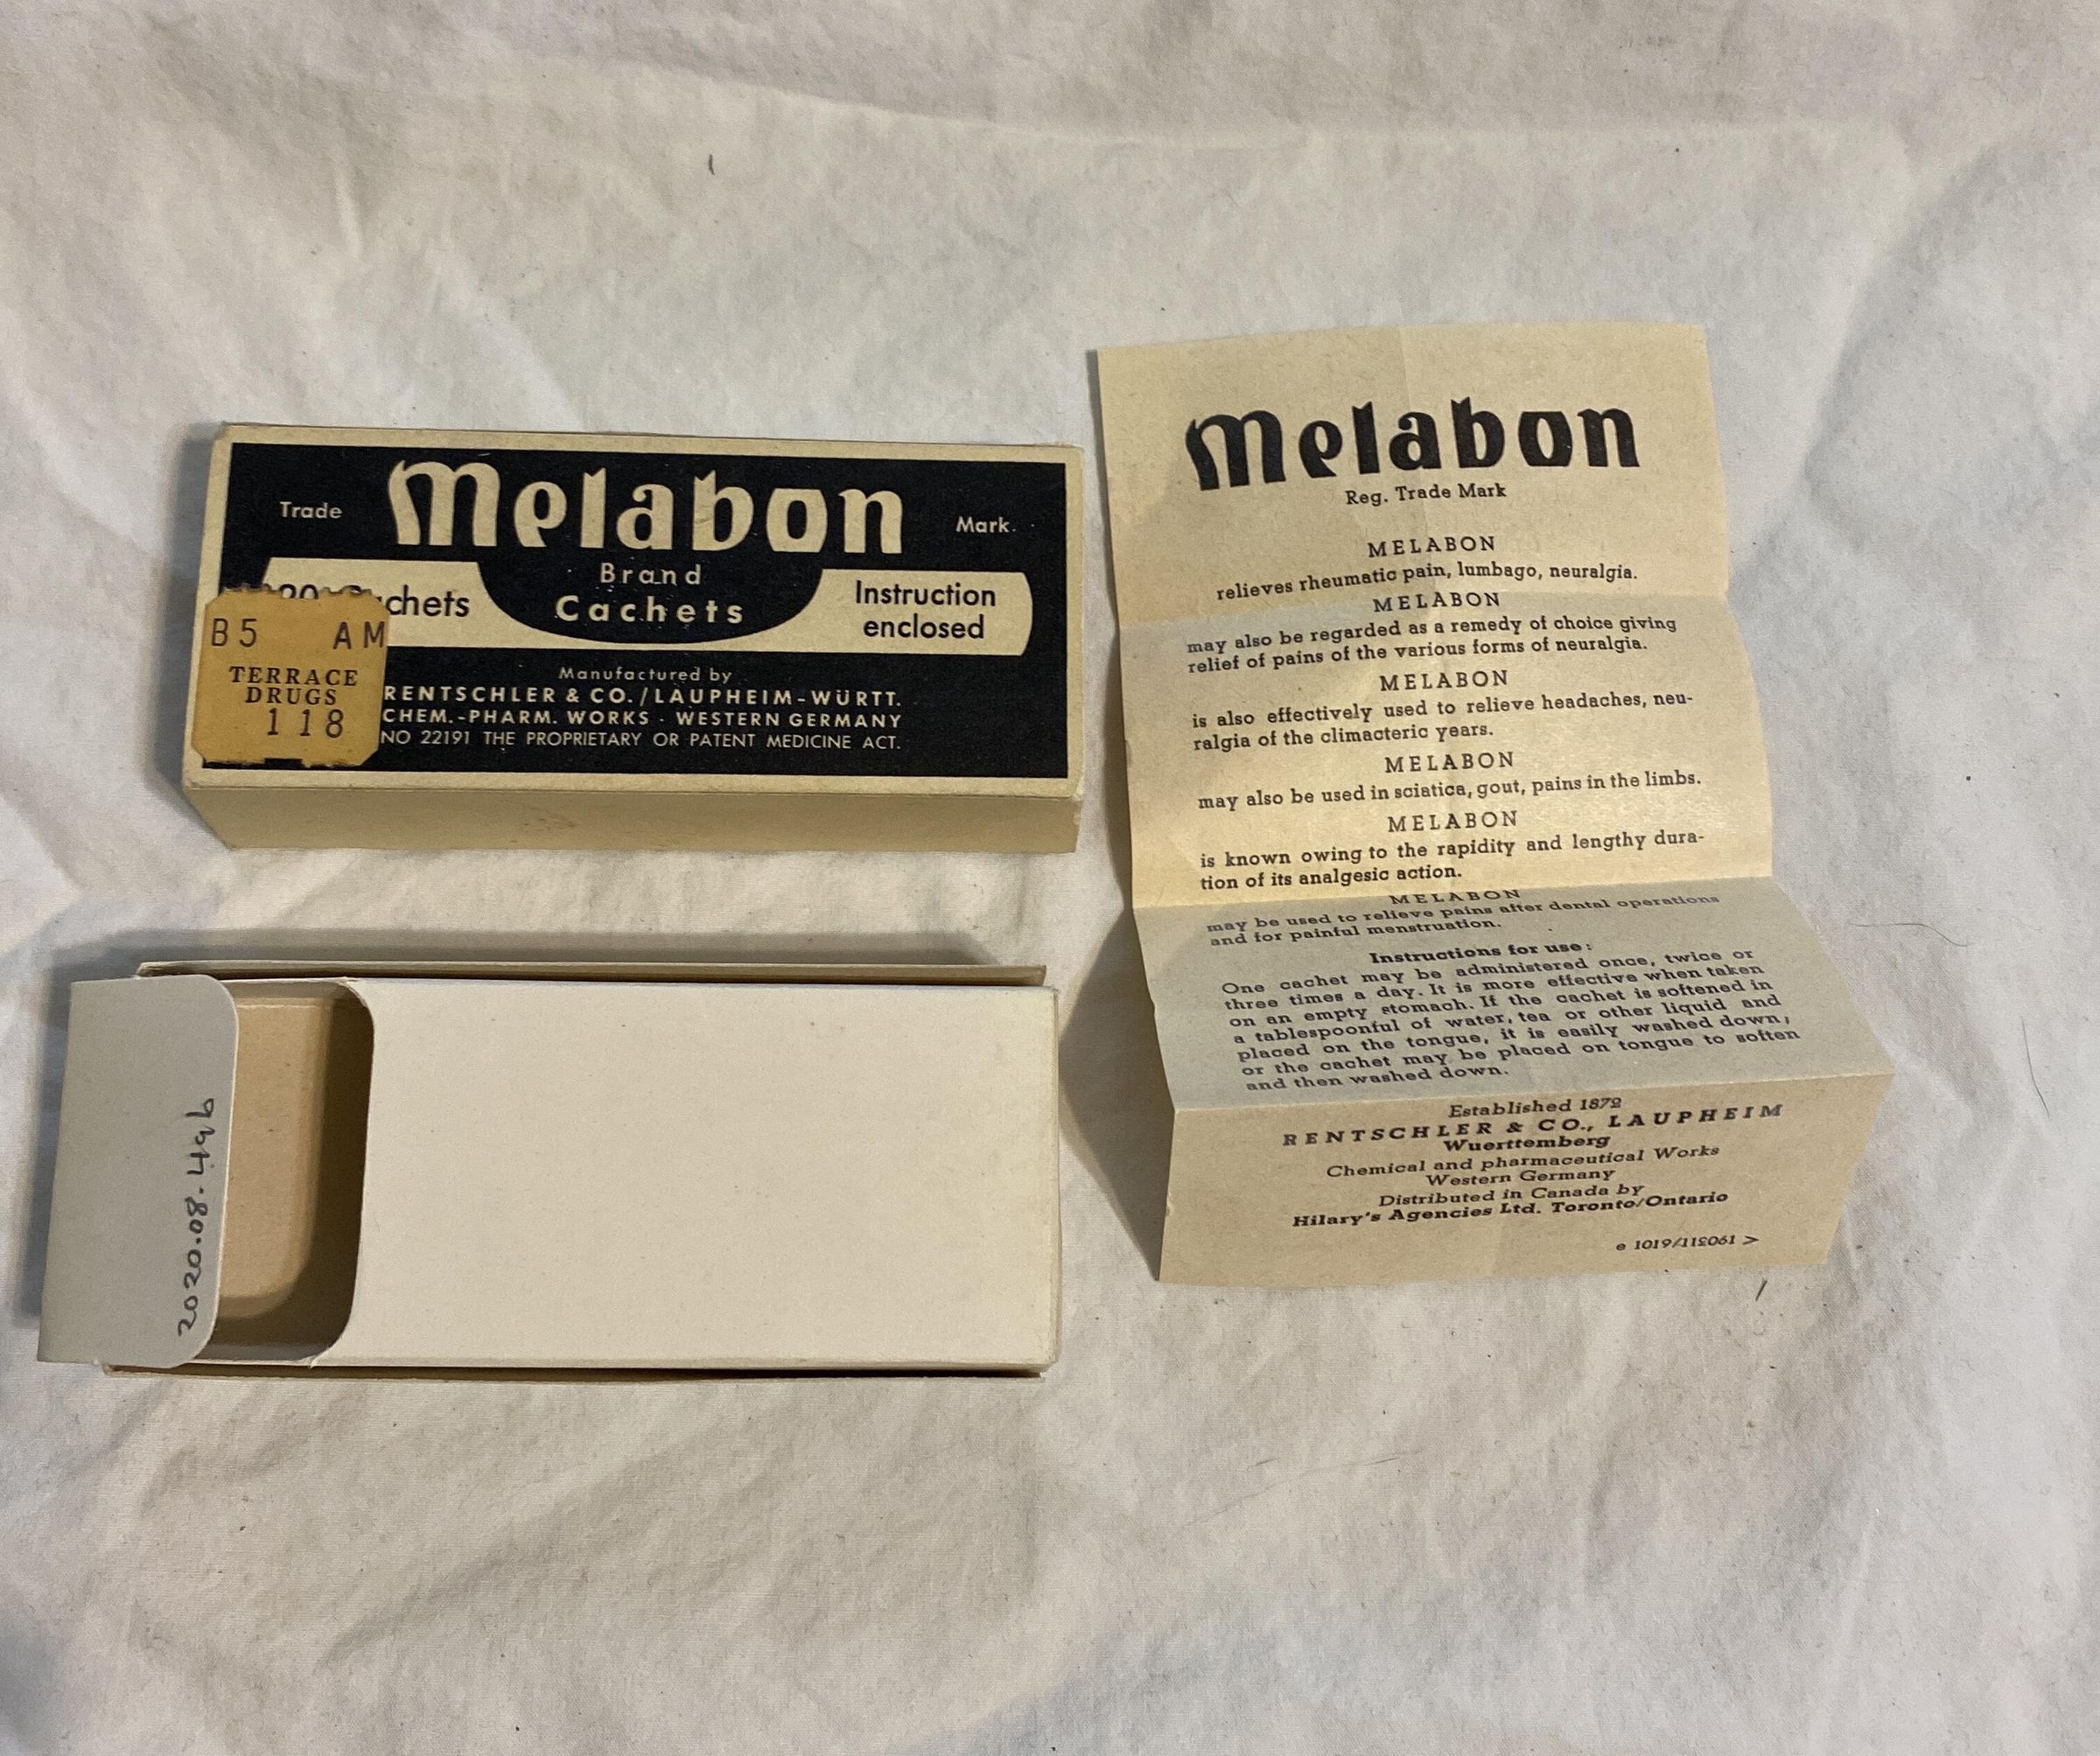 Melabon
Trade Mark.
Brand
Cachets
chets
Instruction
enclosed
Manufactured by
RENTSCHLER & CO. / LAUPHEIM-WÜRTT.
CHEM.-PHARM. WORKS · WESTERN GERMANY
NO 22191 THE PROPRIETARY OR PATENT MEDICINE ACT.
B5 AM
TERRACE
DRUGS
118
2020.08.449
Melabon
Reg. Trade Mark
MELABON
relieves rheumatic pain, lumbago, neuralgia.
MELABON
may also be regarded as a remedy of choice giving
relief of pains of the various forms of neuralgia.
MELABON
is also effectively used to relieve headaches, neu-
ralgia of the climacteric years.
MELABON
may also be used in sciatica, gout, pains in the limbs.
MELABON
is known owing to the rapidity and lengthy dura-
tion of its analgesic action.
MELABON
may be used to relieve pains after dental operations
and for painful menstruation.
Instructions for use:
One cachet may be administered once, twice or
three times a day. It is more effective when taken
on an empty stomach. If the cachet is softened in
a tablespoonful of water, tea or other liquid and
placed on the tongue, it is easily washed down,
or the cachet may be placed on tongue to soften
and then washed down.
Established 1872
RENTSCHLER & CO., LAUPHEIM
Wuerttemberg
Chemical and pharmaceutical Works
Western Germany
Distributed in Canada by
Hilary's Agencies Ltd. Toronto/Ontario
e 1019/112061 >